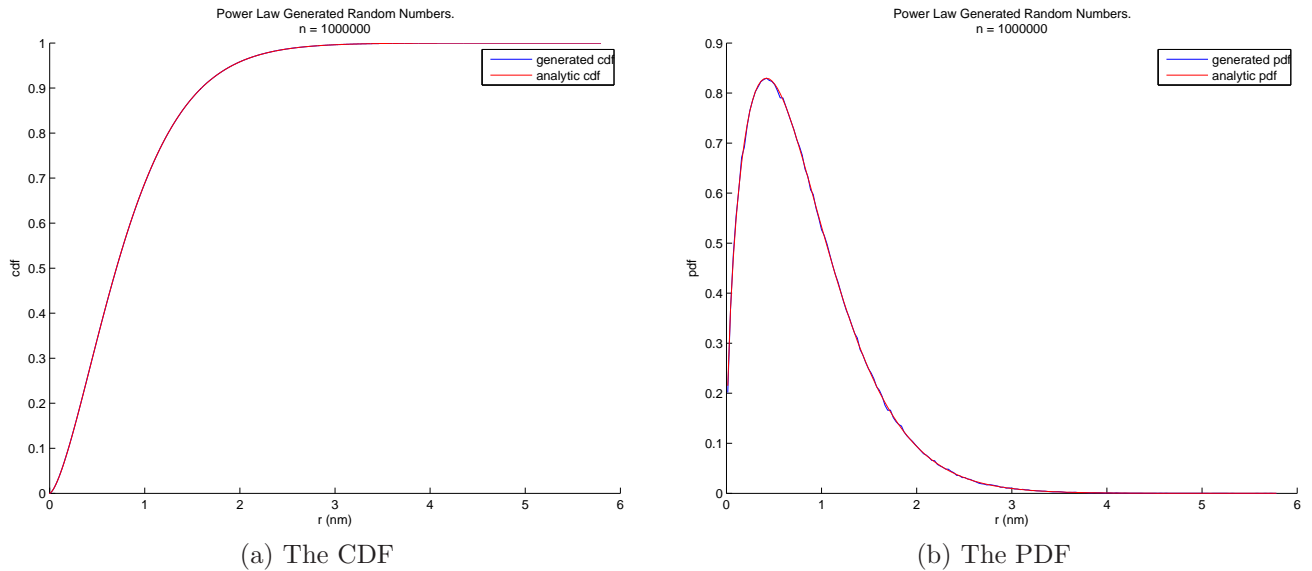 Power Law Generated Random Numbers.
n = 1000000
generated cdf
analytic cdf
1
0.9
0.8
0.7
0.6
0.5
0.4
0.3
0.2
0.1
0
cdf
0 1 2 3 4 5 6
r (nm)
(a) The CDF
Power Law Generated Random Numbers.
n = 1000000
generated pdf
analytic pdf
0.9
0.8
0.7
0.6
0.5
0.4
0.3
0.2
0.1
0
pdf
0 1 2 3 4 5 6
r (nm)
(b) The PDF